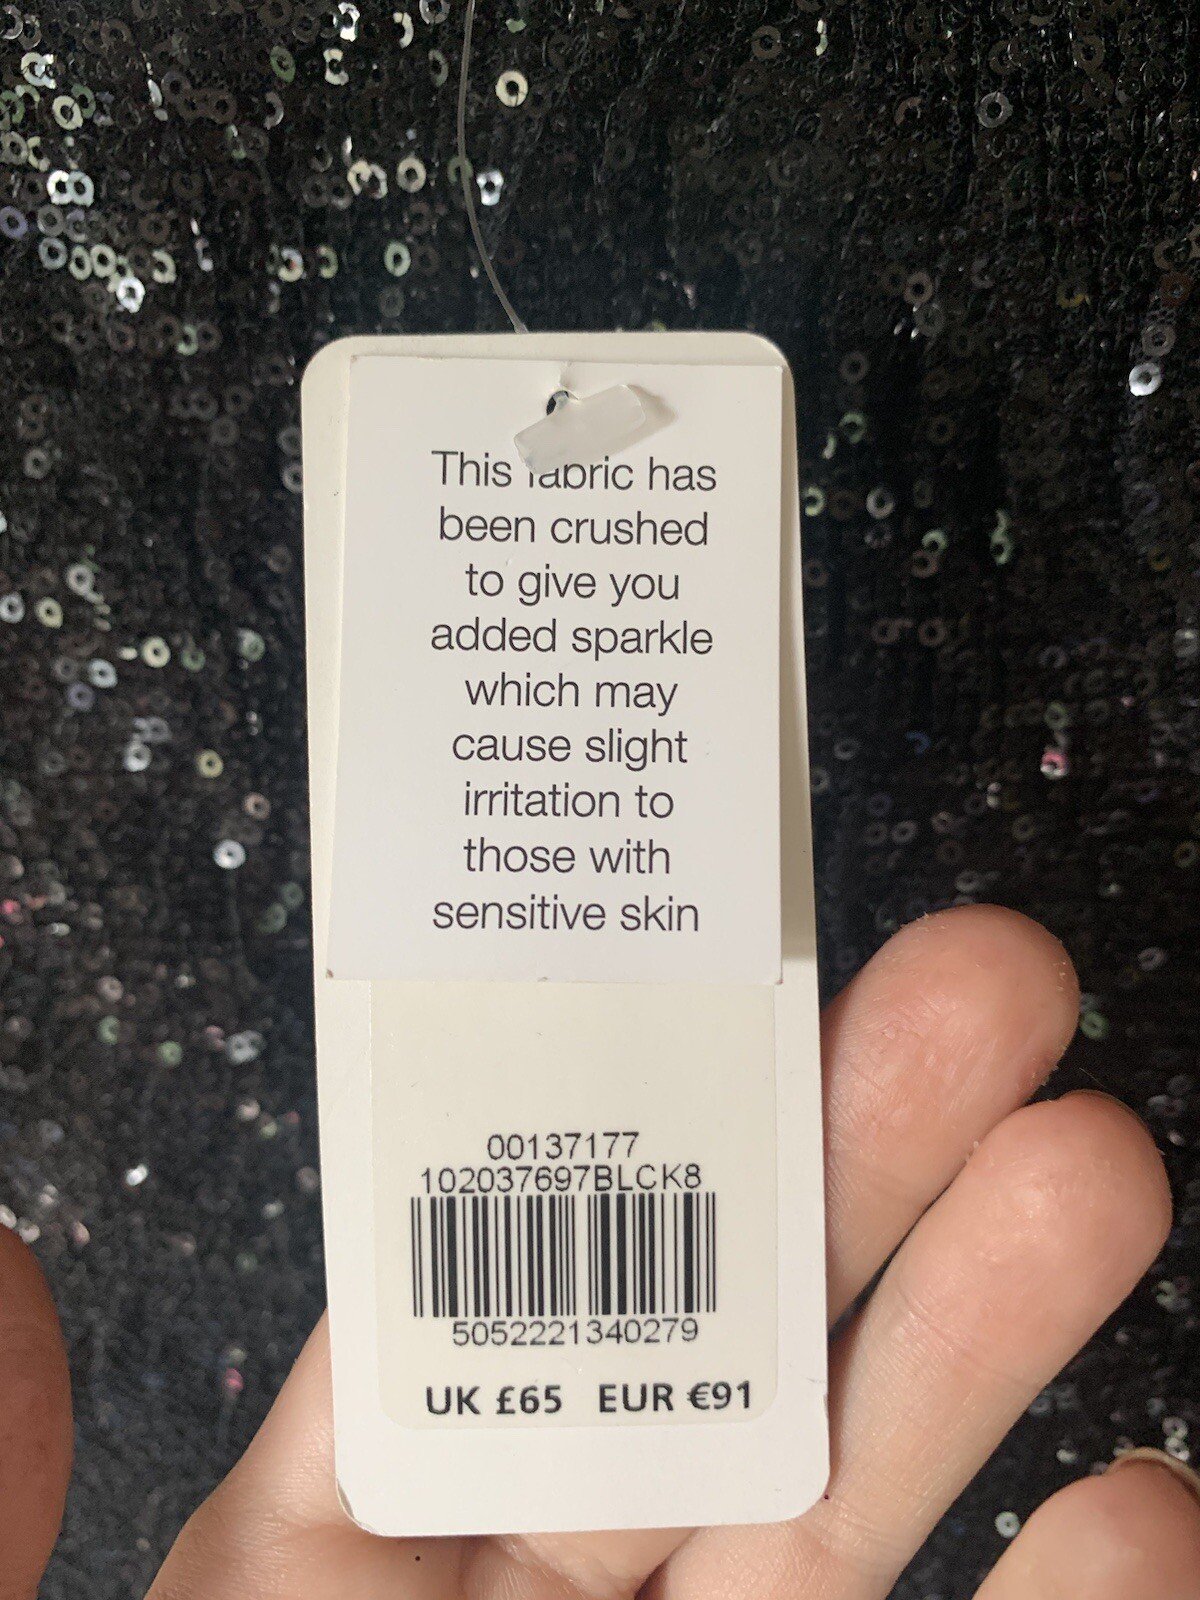 This fabric has
been crushed
to give you
added sparkle
which may
cause slight
irritation to
those with
sensitive skin
00137177
102037697BLCK8
5052221340279
UK £65 EUR €91